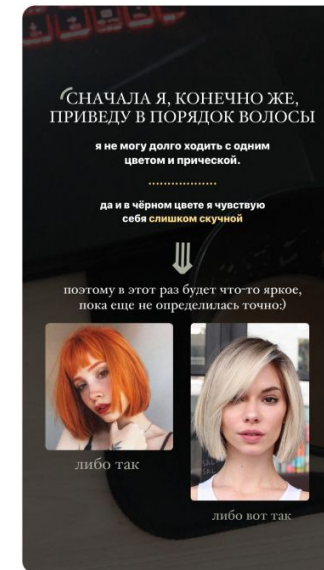 СНАЧАЛА Я, КОНЕЧНО ЖЕ,
ПРИВЕДУ В ПОРЯДОК ВОЛОСЫ
я не могу долго ходить с одним
цветом и прической.
да и в чёрном цвете я чувствую
себя слишком скучной
поэтому в этот раз будет что-то яркое,
пока еще не определилась точно:)
либо так
либо вот так